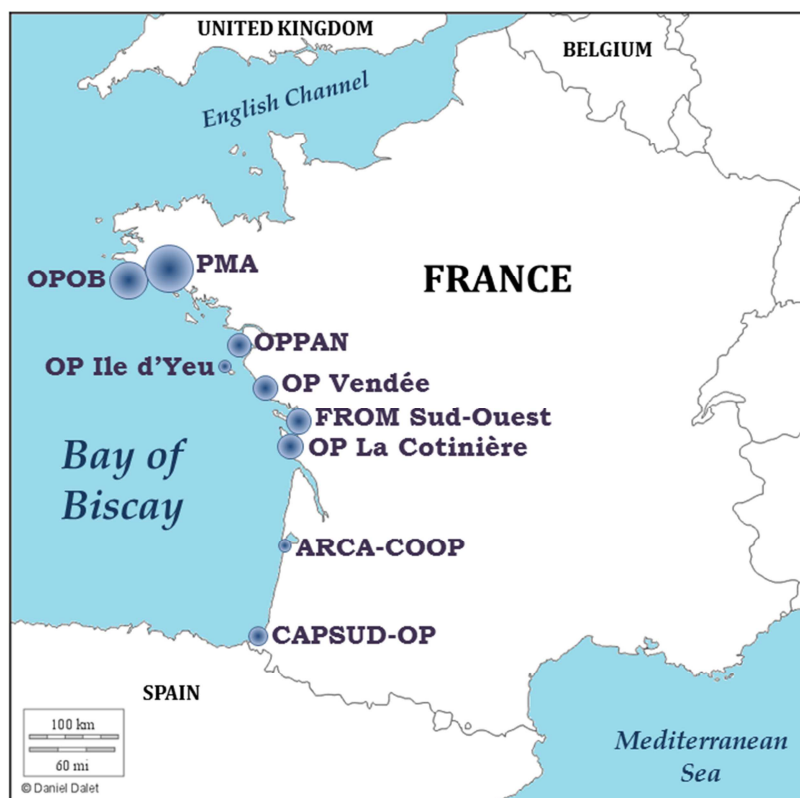 UNITED KINGDOM
BELGIUM
English Channel
PMA
OPOB
FRANCE
OPPAN
OP Ile d'Yeu
OP Vendée
FROM Sud-Ouest
OP La Cotinière
Bay of
Biscay
ARCA-COOP
CAPSUD-OP
SPAIN
100 km
60 mi
Mediterranean
Sea
© Daniel Dalet